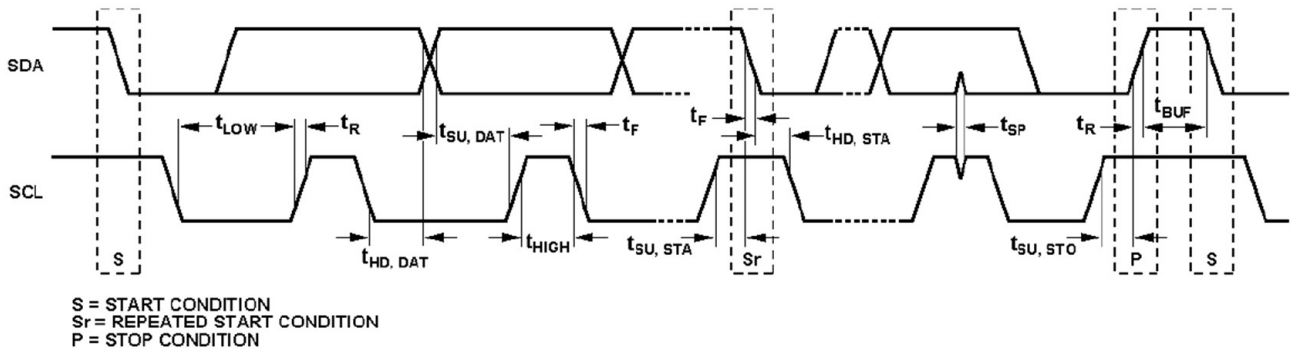 SDA
tLOW
tR
tSU, DAT
tF
tF
tHD, STA
tSP
tR
tBUF
SCL
tHD, DAT
tHIGH
tSU, STA
tSU, STO
S
Sr
P
S
S = START CONDITION
Sr = REPEATED START CONDITION
P = STOP CONDITION